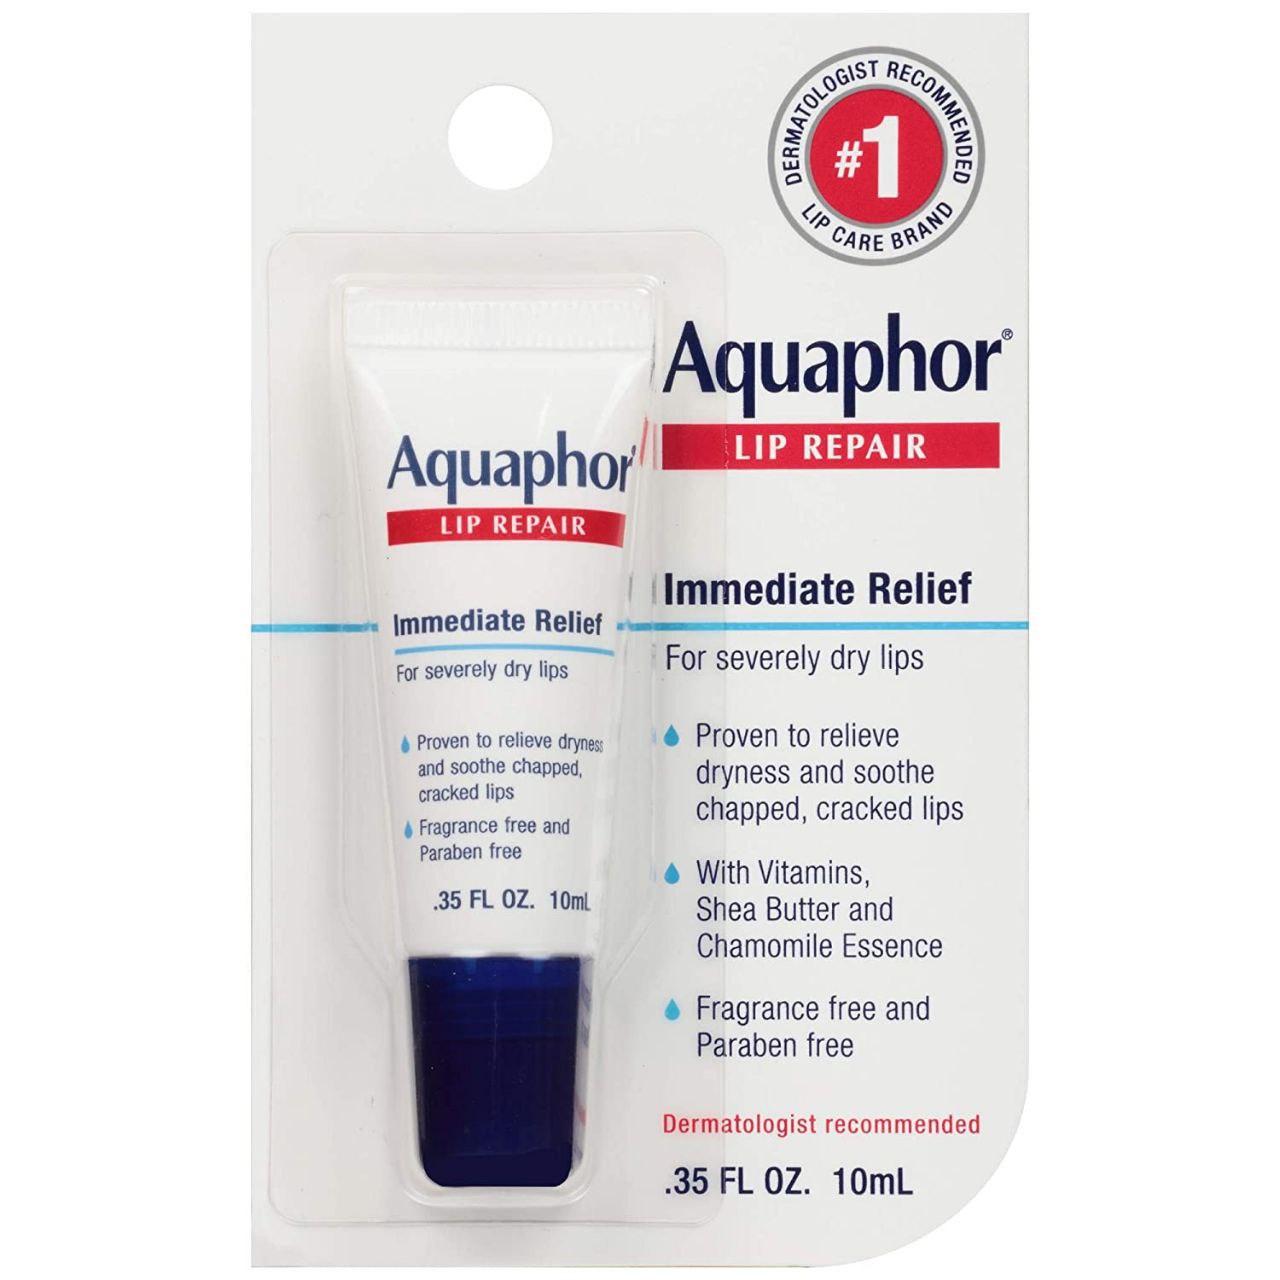 DERMATOLOGIST RECOMMENDED
#1
LIP CARE BRAND
Aquaphor®
LIP REPAIR
Immediate Relief
For severely dry lips
Proven to relieve
dryness and soothe
chapped, cracked lips
With Vitamins,
Shea Butter and
Chamomile Essence
Fragrance free and
Paraben free
Dermatologist recommended
.35 FL OZ. 10mL
Aquaphor
LIP REPAIR
Immediate Relief
For severely dry lips
Proven to relieve dryness
and soothe chapped,
cracked lips
Fragrance free and
Paraben free
.35 FL OZ. 10mL